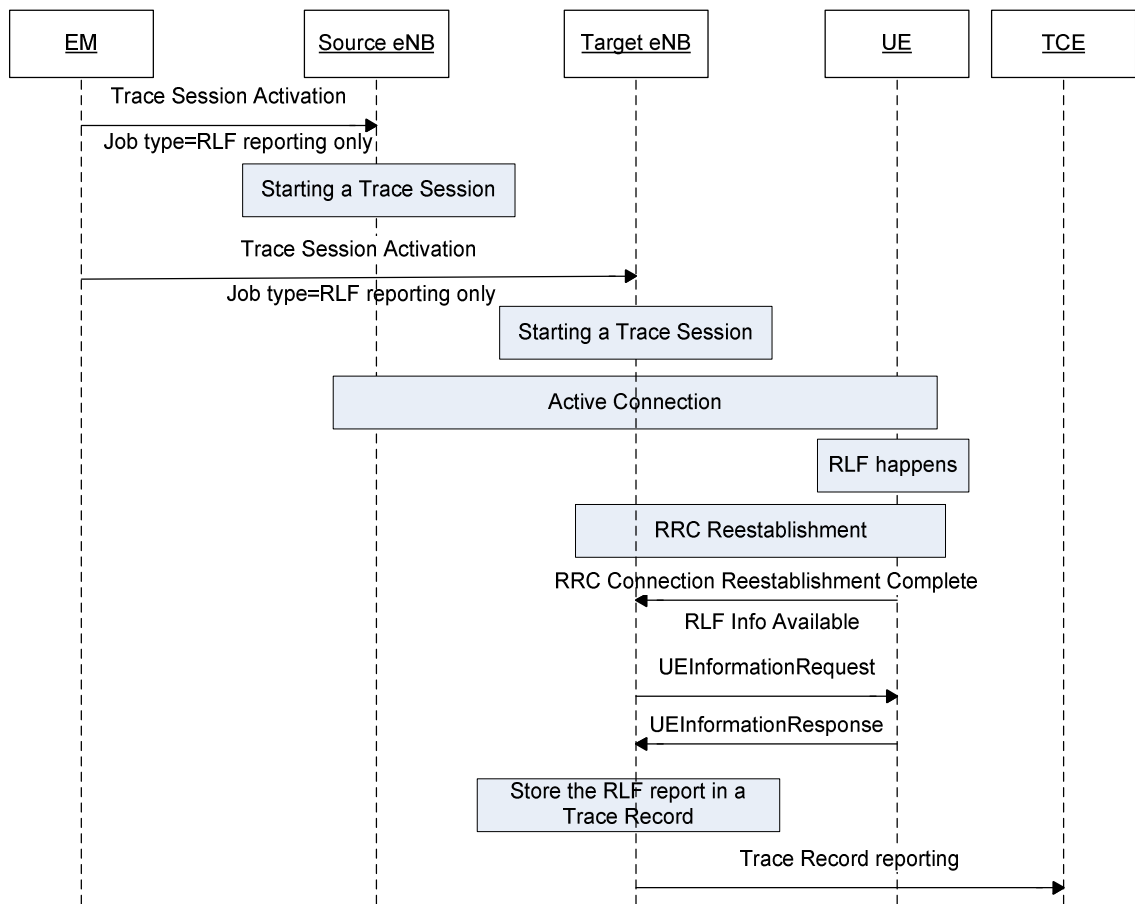 EM
Source eNB
Target eNB
UE
TCE
Trace Session Activation
Job type=RLF reporting only
Starting a Trace Session
Trace Session Activation
Job type=RLF reporting only
Starting a Trace Session
Active Connection
RLF happens
RRC Reestablishment
RRC Connection Reestablishment Complete
RLF Info Available
UEInformationRequest
UEInformationResponse
Store the RLF report in a
Trace Record
Trace Record reporting